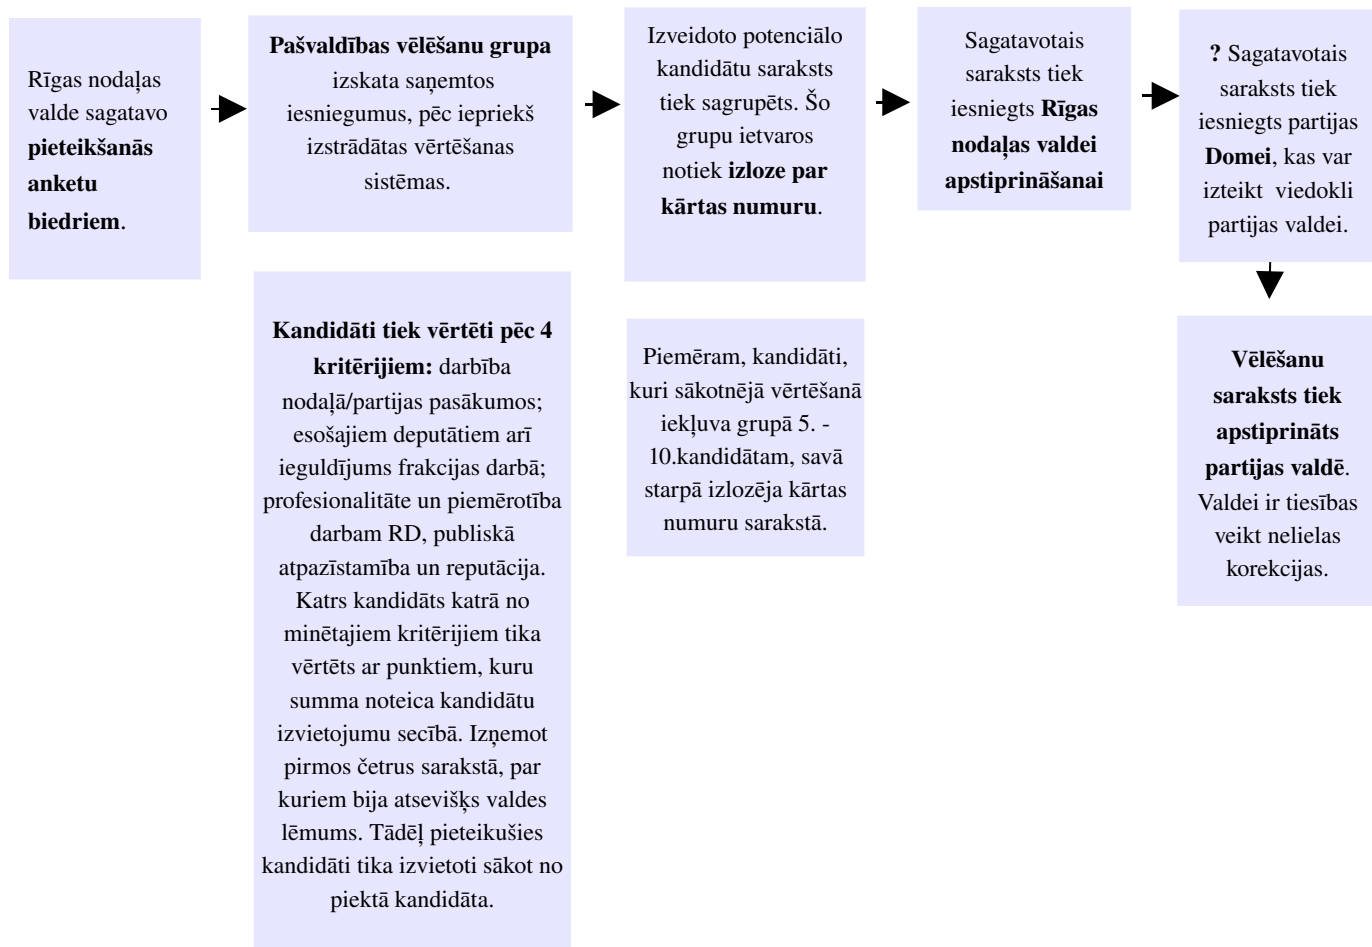 Rīgas nodaļas
valde sagatavo
pieteikšanās
anketu
biedriem.
Pašvaldības vēlēšanu grupa
izskata saņemtos
iesniegumus, pēc iepriekš
izstrādātas vērtēšanas
sistēmas.
Izveidoto potenciālo
kandidātu saraksts
tiek sagrupēts. Šo
grupu ietvaros
notiek izloze par
kārtas numuru.
Sagatavotais
saraksts tiek
iesniegts Rīgas
nodaļas valdei
apstiprināšanai
? Sagatavotais
saraksts tiek
iesniegts partijas
Domei, kas var
izteikt viedokli
partijas valdei.
Kandidāti tiek vērtēti pēc 4
kritērijiem: darbība
nodaļā/partijas pasākumos;
esošajiem deputātiem arī
ieguldījums frakcijas darbā;
profesionalitāte un piemērotība
darbam RD, publiskā
atpazīstamība un reputācija.
Katrs kandidāts katrā no
minētajiem kritērijiem tika
vērtēts ar punktiem, kuru
summa noteica kandidātu
izvietojumu secībā. Izņemot
pirmos četrus sarakstā, par
kuriem bija atsevišķs valdes
lēmums. Tādēļ pieteikušies
kandidāti tika izvietoti sākot no
piektā kandidāta.
Piemēram, kandidāti,
kuri sākotnējā vērtēšanā
iekļuva grupā 5. -
10.kandidātam, savā
starpā izlozēja kārtas
numuru sarakstā.
Vēlēšanu
saraksts tiek
apstiprināts
partijas valdē.
Valdei ir tiesības
veikt nelielas
korekcijas.